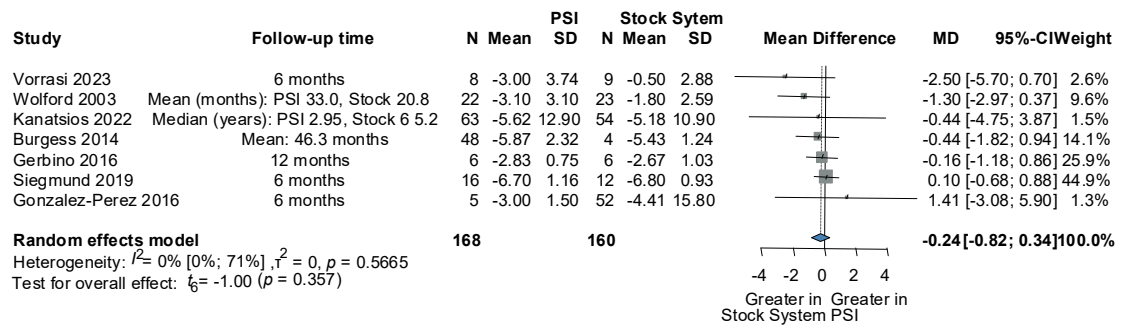 PSI Stock Sytem
Study Follow-up time N Mean SD N Mean SD Mean Difference MD 95%-CIWeight
Vorrasi 2023 6 months 8 -3.00 3.74 9 -0.50 2.88 -2.50 [-5.70; 0.70] 2.6%
Wolford 2003 Mean (months): PSI 33.0, Stock 20.8 22 -3.10 3.10 23 -1.80 2.59 -1.30 [-2.97; 0.37] 9.6%
Kanatsios 2022 Median (years): PSI 2.95, Stock 6 5.2 63 -5.62 12.90 54 -5.18 10.90 -0.44 [-4.75; 3.87] 1.5%
Burgess 2014 Mean: 46.3 months 48 -5.87 2.32 4 -5.43 1.24 -0.44 [-1.82; 0.94] 14.1%
Gerbino 2016 12 months 6 -2.83 0.75 6 -2.67 1.03 -0.16 [-1.18; 0.86] 25.9%
Siegmund 2019 6 months 16 -6.70 1.16 12 -6.80 0.93 0.10 [-0.68; 0.88] 44.9%
Gonzalez-Perez 2016 6 months 5 -3.00 1.50 52 -4.41 15.80 1.41 [-3.08; 5.90] 1.3%
Random effects model 168 160 -0.24[-0.82; 0.34]100.0%
Heterogeneity: I² = 0% [0%; 71%] ,τ² = 0, p = 0.5665
Test for overall effect: t₆= -1.00 (p = 0.357)
-4 -2 0 2 4
Greater in Greater in
Stock System PSI